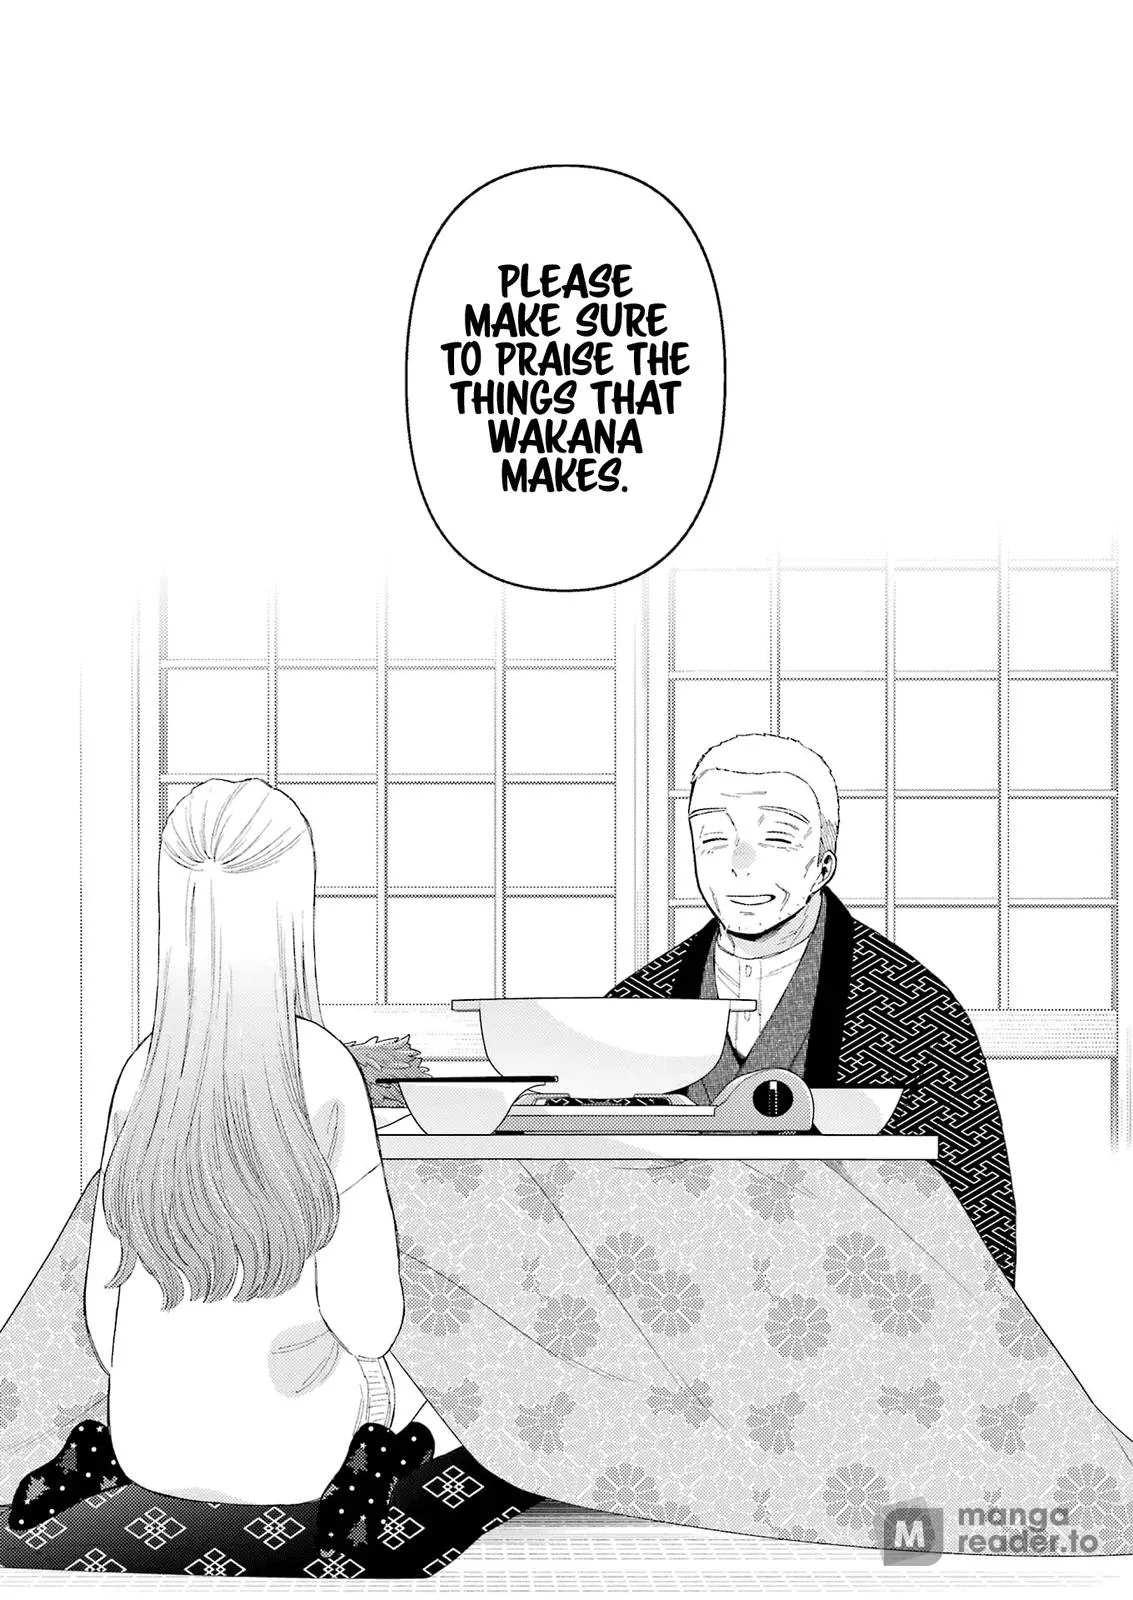 PLEASE
MAKE SURE
TO PRAISE THE
THINGS THAT
WAKANA
MAKES.
M manga
reader.to